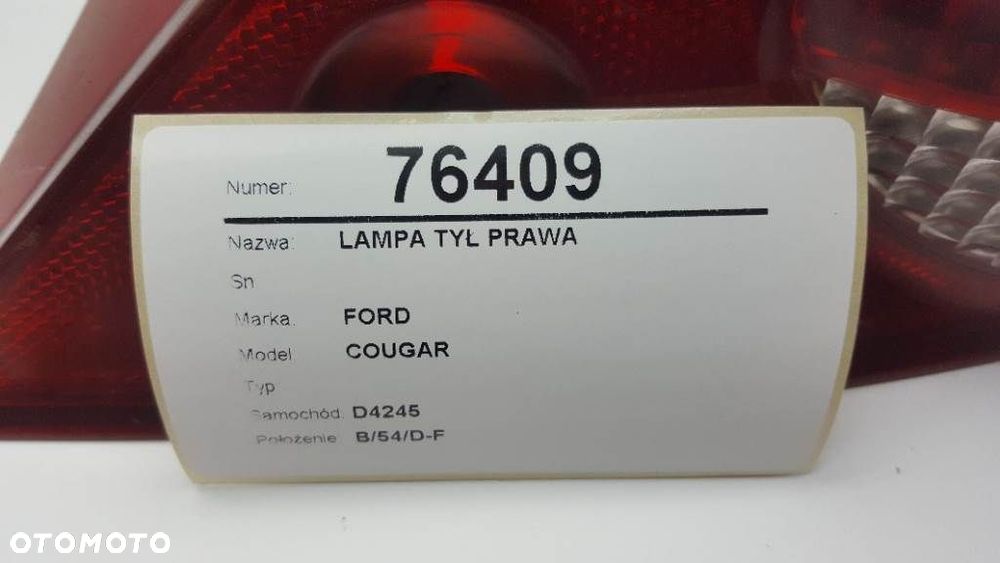 Numer: 76409
Nazwa: LAMPA TYŁ PRAWA
Sn
Marka. FORD
Model COUGAR
Typ
Samochód. D4245
Położenie B/54/D-F
OTOMOTO